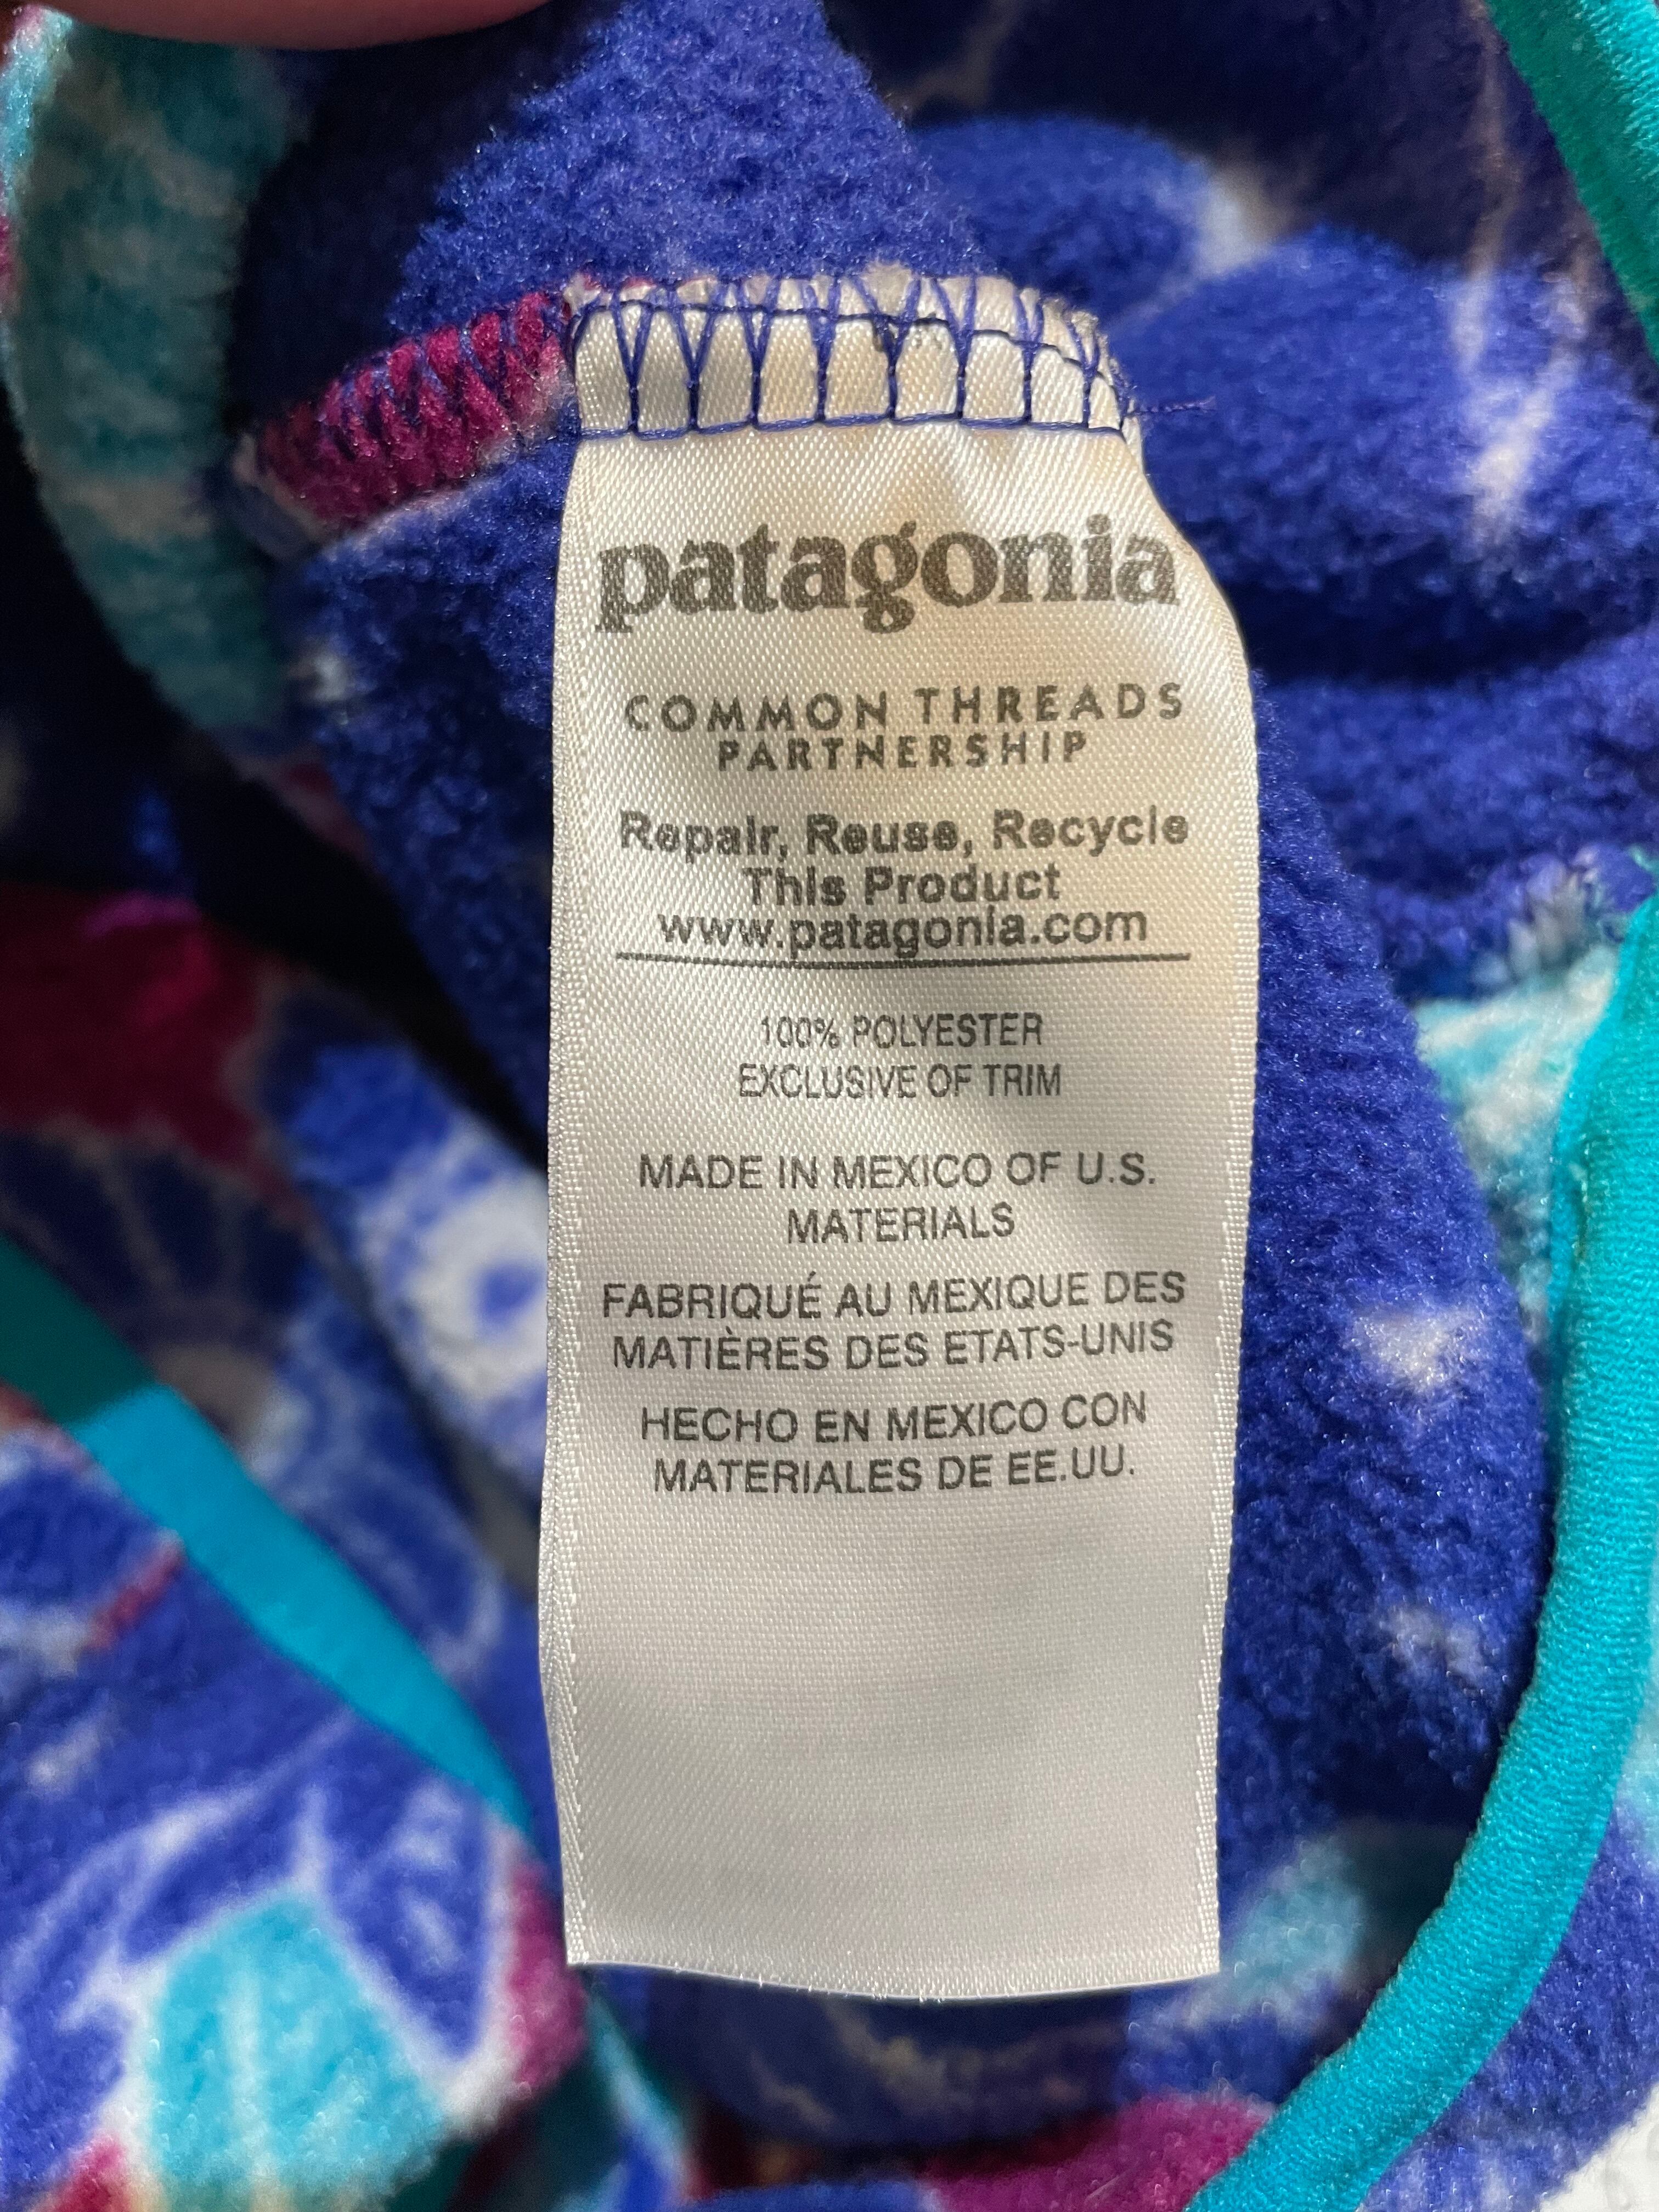 patagonia
COMMON THREADS
PARTNERSHIP
Repair, Reuse, Recycle
This Product
www.patagonia.com
100% POLYESTER
EXCLUSIVE OF TRIM
MADE IN MEXICO OF U.S.
MATERIALS
FABRIQUÉ AU MEXIQUE DES
MATIÈRES DES ETATS-UNIS
HECHO EN MEXICO CON
MATERIALES DE EE.UU.